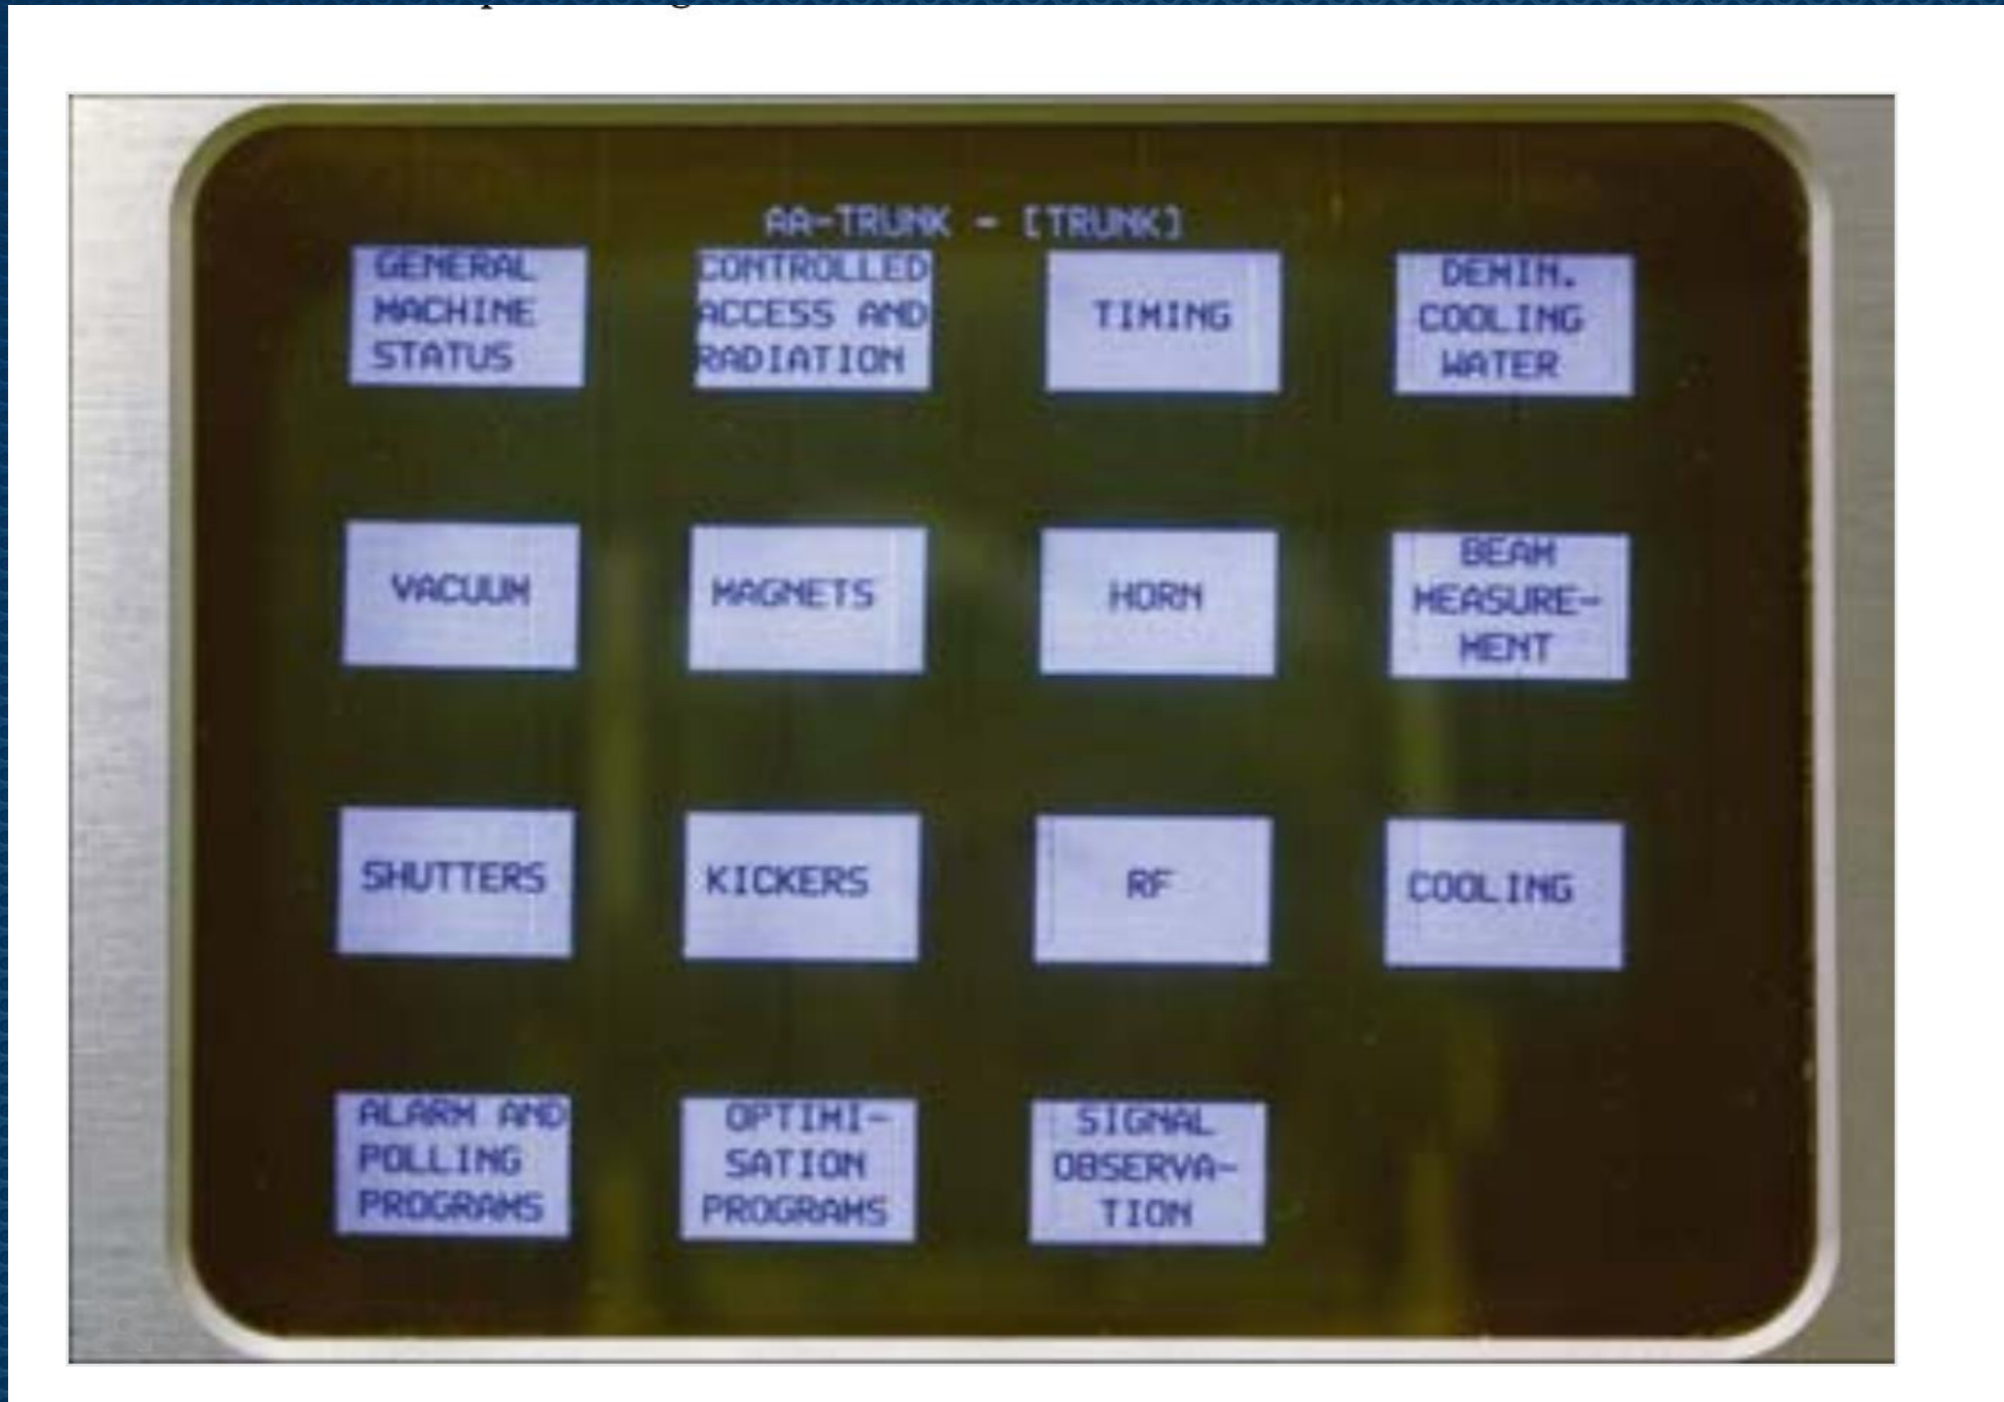 AA-TRUNK - [TRUNK]
GENERAL
MACHINE
STATUS
CONTROLLED
ACCESS AND
RADIATION
TIMING
DEMIN.
COOLING
WATER
VACUUM
MAGNETS
HORN
BEAM
MEASURE-
MENT
SHUTTERS
KICKERS
RF
COOLING
ALARM AND
POLLING
PROGRAMS
OPTIMI-
SATION
PROGRAMS
SIGNAL
OBSERVA-
TION